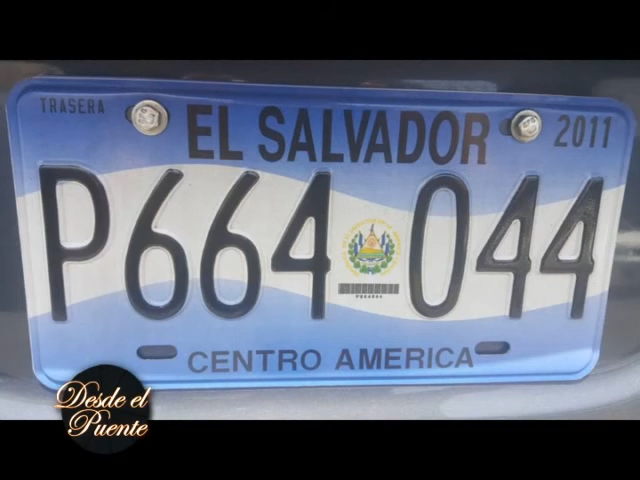 TRASERA
EL SALVADOR
2011
P664 044
CENTRO AMERICA
Desde el
Puente